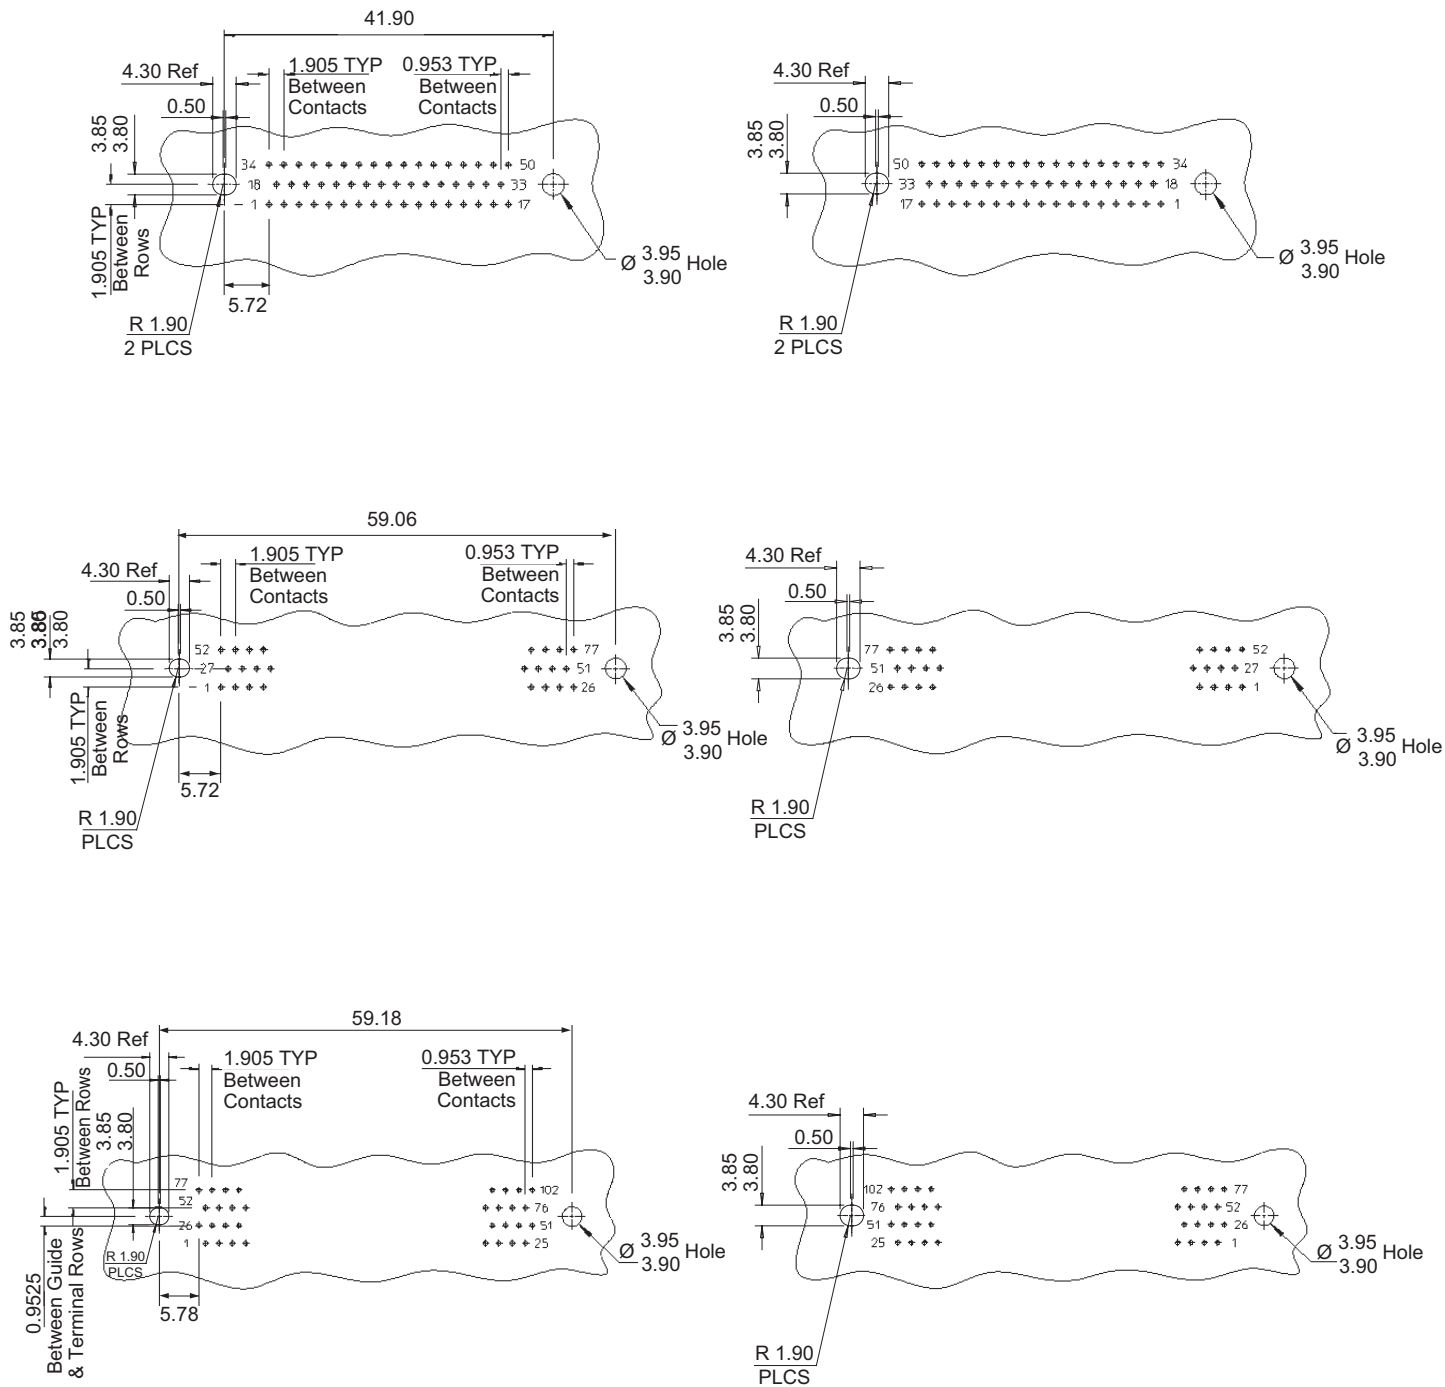 41.90
4.30 Ref
1.905 TYP
Between
Contacts
0.953 TYP
Between
Contacts
0.50
3.85
3.80
34
50
18
33
1
17
1.905 TYP
Between
Rows
5.72
R 1.90
2 PLCS
Ø 3.95
3.90
Hole
4.30 Ref
0.50
3.85
3.80
50
34
33
18
17
1
R 1.90
2 PLCS
Ø 3.95
3.90
Hole
59.06
4.30 Ref
1.905 TYP
Between
Contacts
0.953 TYP
Between
Contacts
0.50
3.85
3.80
52
77
27
51
1
26
1.905 TYP
Between
Rows
5.72
R 1.90
PLCS
Ø 3.95
3.90
Hole
4.30 Ref
0.50
3.85
3.80
77
52
51
27
26
1
R 1.90
PLCS
Ø 3.95
3.90
Hole
59.18
4.30 Ref
1.905 TYP
Between
Contacts
0.953 TYP
Between
Contacts
0.50
1.905 TYP
Between Rows
3.85
3.80
77
102
52
76
26
51
1
25
R 1.90
PLCS
0.9525
Between Guide
& Terminal Rows
5.78
Ø 3.95
3.90
Hole
4.30 Ref
0.50
3.85
3.80
102
77
76
52
51
26
25
1
R 1.90
PLCS
Ø 3.95
3.90
Hole